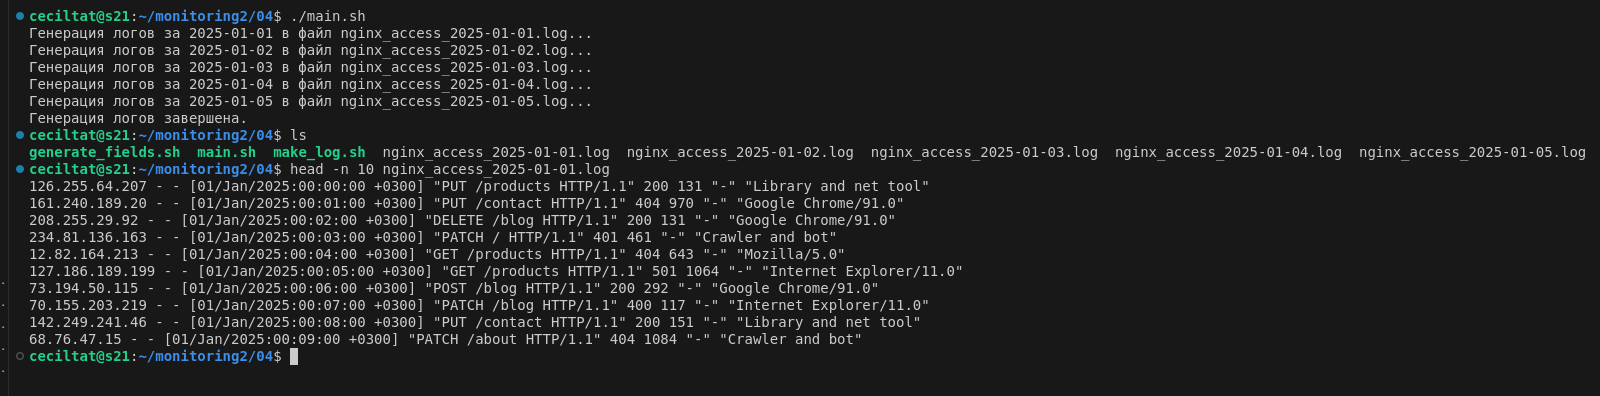 ceciltat@s21:~/monitoring2/04$ ./main.sh
Генерация логов за 2025-01-01 в файл nginx_access_2025-01-01.log...
Генерация логов за 2025-01-02 в файл nginx_access_2025-01-02.log...
Генерация логов за 2025-01-03 в файл nginx_access_2025-01-03.log...
Генерация логов за 2025-01-04 в файл nginx_access_2025-01-04.log...
Генерация логов за 2025-01-05 в файл nginx_access_2025-01-05.log...
Генерация логов завершена.
ceciltat@s21:~/monitoring2/04$ ls
generate_fields.sh  main.sh  make_log.sh  nginx_access_2025-01-01.log  nginx_access_2025-01-02.log  nginx_access_2025-01-03.log  nginx_access_2025-01-04.log  nginx_access_2025-01-05.log
ceciltat@s21:~/monitoring2/04$ head -n 10 nginx_access_2025-01-01.log
126.255.64.207 - - [01/Jan/2025:00:00:00 +0300] "PUT /products HTTP/1.1" 200 131 "-" "Library and net tool"
161.240.189.20 - - [01/Jan/2025:00:01:00 +0300] "PUT /contact HTTP/1.1" 404 970 "-" "Google Chrome/91.0"
208.255.29.92 - - [01/Jan/2025:00:02:00 +0300] "DELETE /blog HTTP/1.1" 200 131 "-" "Google Chrome/91.0"
234.81.136.163 - - [01/Jan/2025:00:03:00 +0300] "PATCH / HTTP/1.1" 401 461 "-" "Crawler and bot"
12.82.164.213 - - [01/Jan/2025:00:04:00 +0300] "GET /products HTTP/1.1" 404 643 "-" "Mozilla/5.0"
127.186.189.199 - - [01/Jan/2025:00:05:00 +0300] "GET /products HTTP/1.1" 501 1064 "-" "Internet Explorer/11.0"
73.194.50.115 - - [01/Jan/2025:00:06:00 +0300] "POST /blog HTTP/1.1" 200 292 "-" "Google Chrome/91.0"
70.155.203.219 - - [01/Jan/2025:00:07:00 +0300] "PATCH /blog HTTP/1.1" 400 117 "-" "Internet Explorer/11.0"
142.249.241.46 - - [01/Jan/2025:00:08:00 +0300] "PUT /contact HTTP/1.1" 200 151 "-" "Library and net tool"
68.76.47.15 - - [01/Jan/2025:00:09:00 +0300] "PATCH /about HTTP/1.1" 404 1084 "-" "Crawler and bot"
ceciltat@s21:~/monitoring2/04$